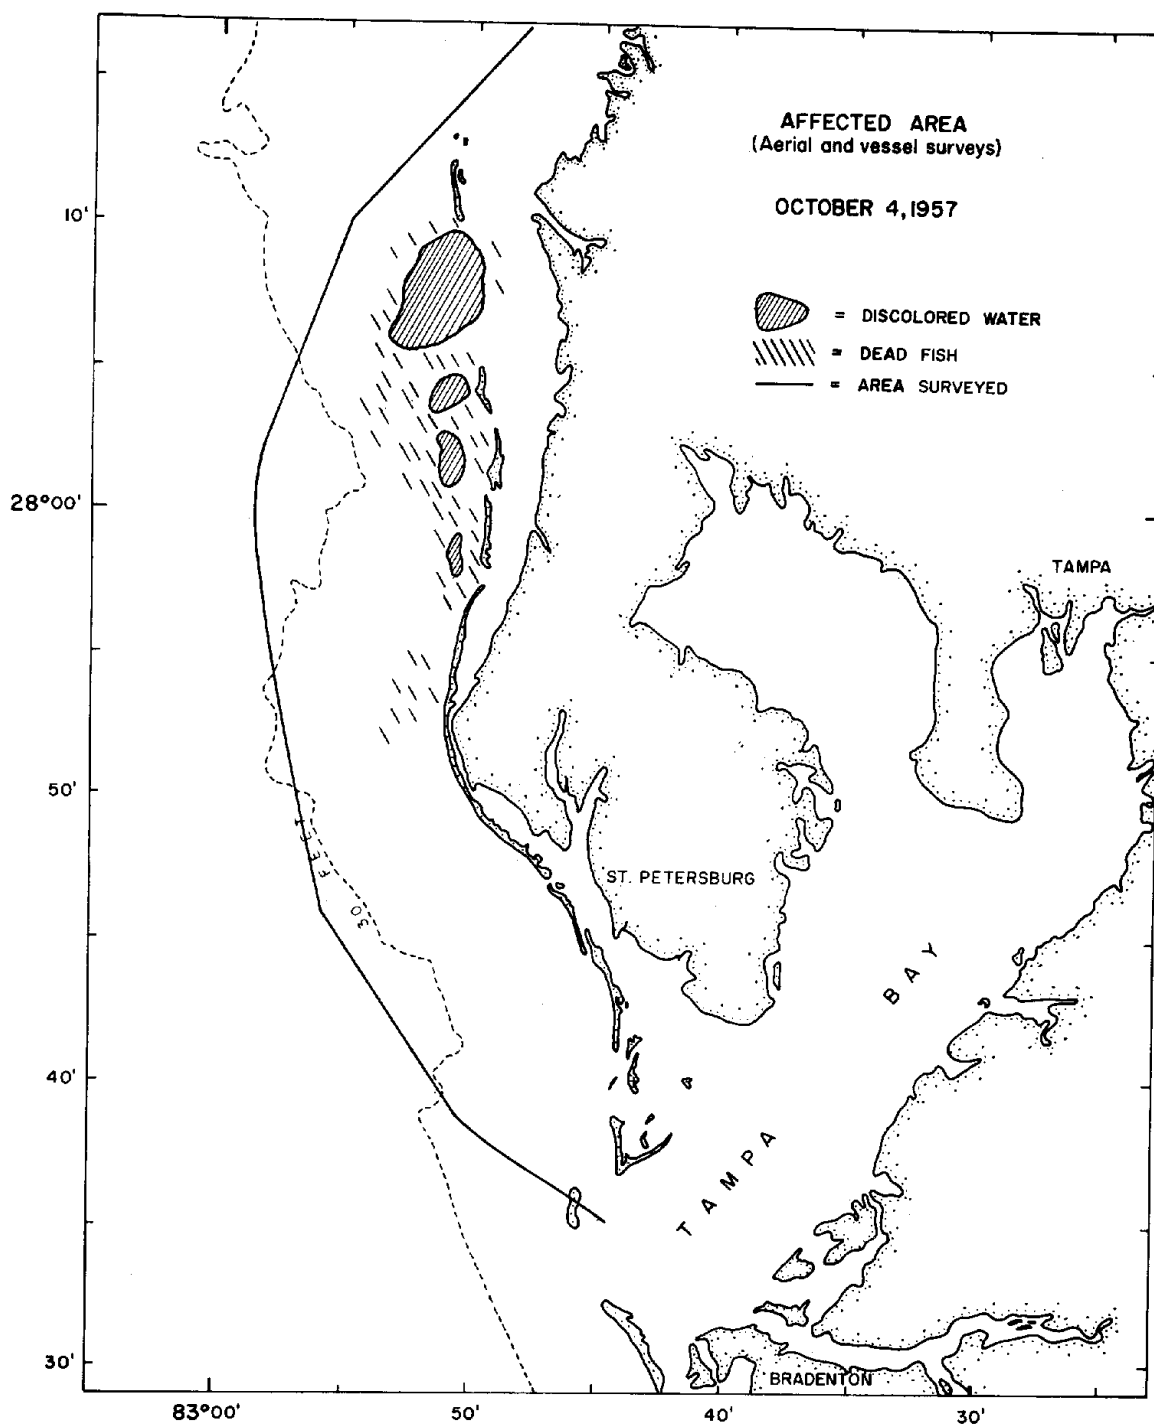 AFFECTED AREA
(Aerial and vessel surveys)
OCTOBER 4, 1957
10'
= DISCOLORED WATER
= DEAD FISH
= AREA SURVEYED
28°00'
TAMPA
50'
30 FEET
ST. PETERSBURG
40'
TAMPA BAY
30'
BRADENTON
83°00'
50'
40'
30'